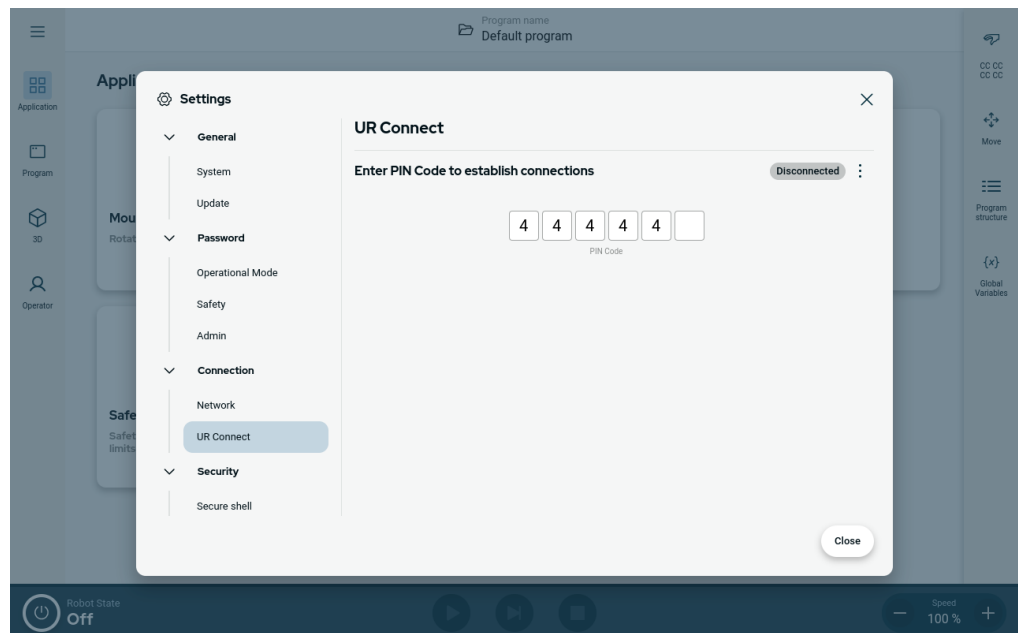 Program name
Default program
Application
Program
3D
Operator
Appli
Mou
Rotat
Safe
Safet
limits
Settings
General
System
Update
Password
Operational Mode
Safety
Admin
Connection
Network
UR Connect
Security
Secure shell
UR Connect
Enter PIN Code to establish connections
Disconnected
4 4 4 4 4
PIN Code
Close
CC CC
CC CC
Move
Program
structure
{x}
Global
Variables
Robot State
Off
Speed
100 %